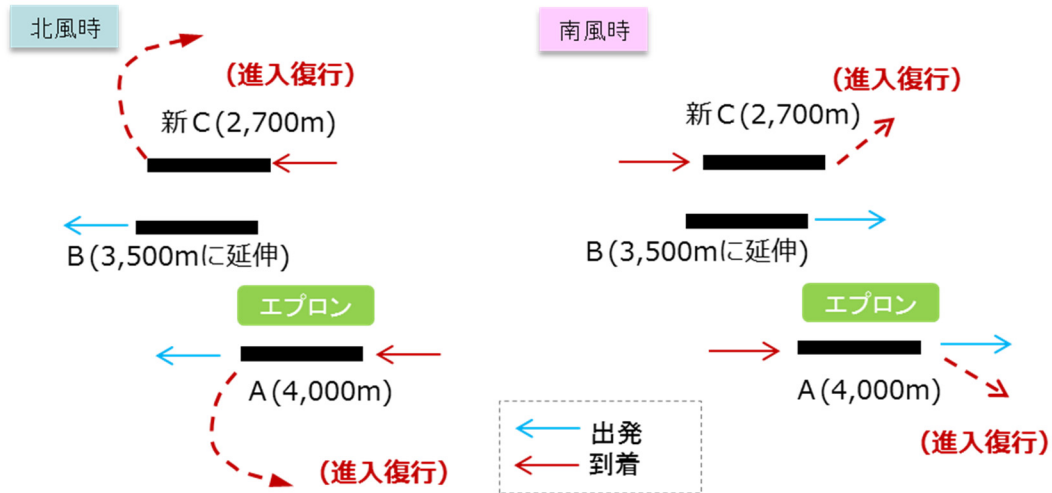 北風時
(進入復行)
新C(2,700m)
B(3,500mに延伸)
エプロン
A(4,000m)
(進入復行)
南風時
(進入復行)
新C(2,700m)
B(3,500mに延伸)
エプロン
A(4,000m)
(進入復行)
出発
到着